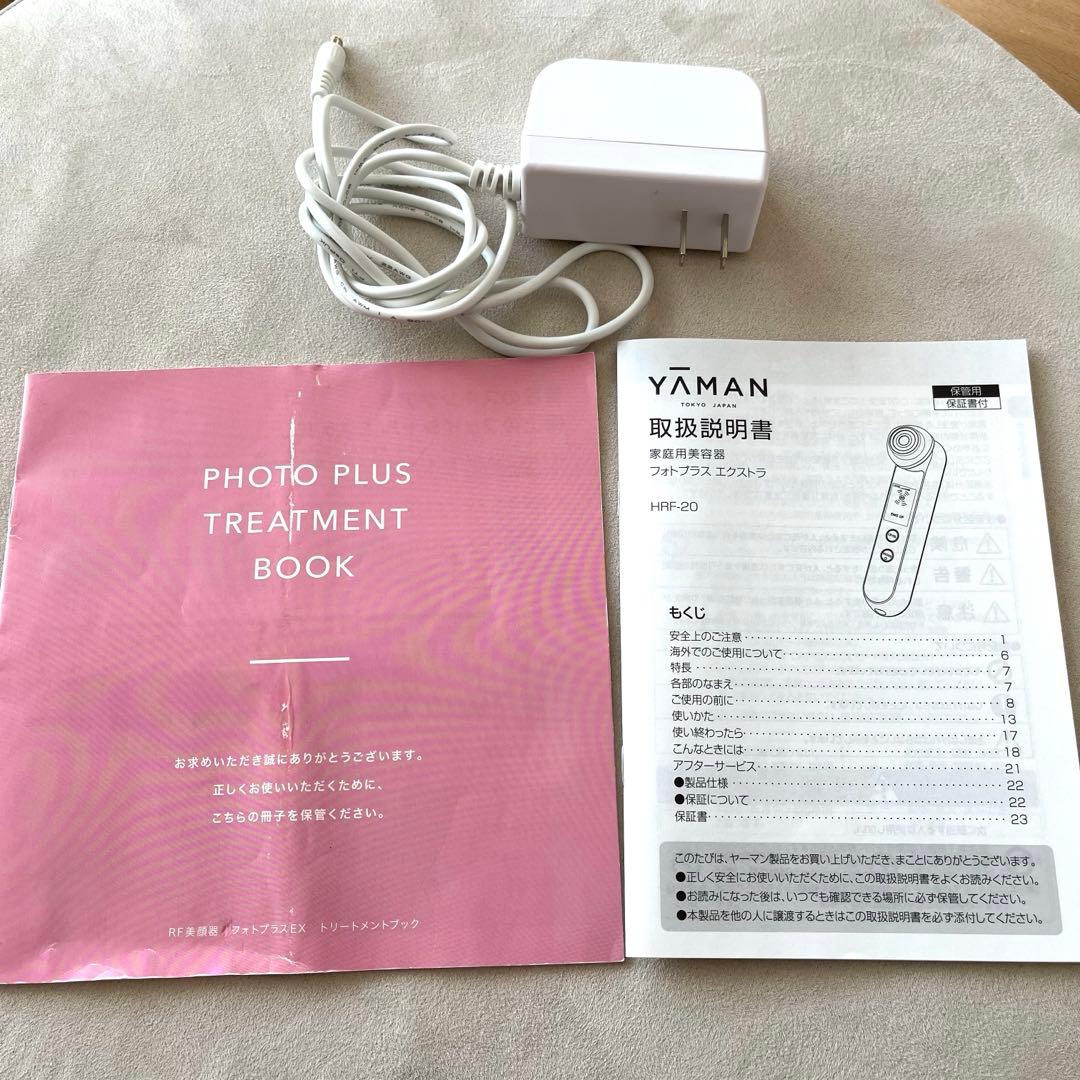 PHOTO PLUS
TREATMENT
BOOK
お求めいただき誠にありがとうございます。
正しくお使いいただくために、
こちらの冊子を保管ください。
RF美顔器 / フォトプラスEX トリートメントブック
YAMAN
TOKYO JAPAN
保管用
保証書付
取扱説明書
家庭用美容器
フォトプラス エクストラ
HRF-20
もくじ
安全上のご注意 1
海外でのご使用について 6
特長 7
各部のなまえ 7
ご使用の前に 8
使いかた 13
使い終わったら 17
こんなときには 18
アフターサービス 21
●製品仕様 22
●保証について 22
保証書 23
このたびは、ヤーマン製品をお買い上げいただき、まことにありがとうございます。
●正しく安全にお使いいただくために、この取扱説明書をよくお読みください。
●お読みになった後は、いつでも確認できる場所に必ず保管してください。
●本製品を他の人に譲渡するときはこの取扱説明書を必ず添付してください。